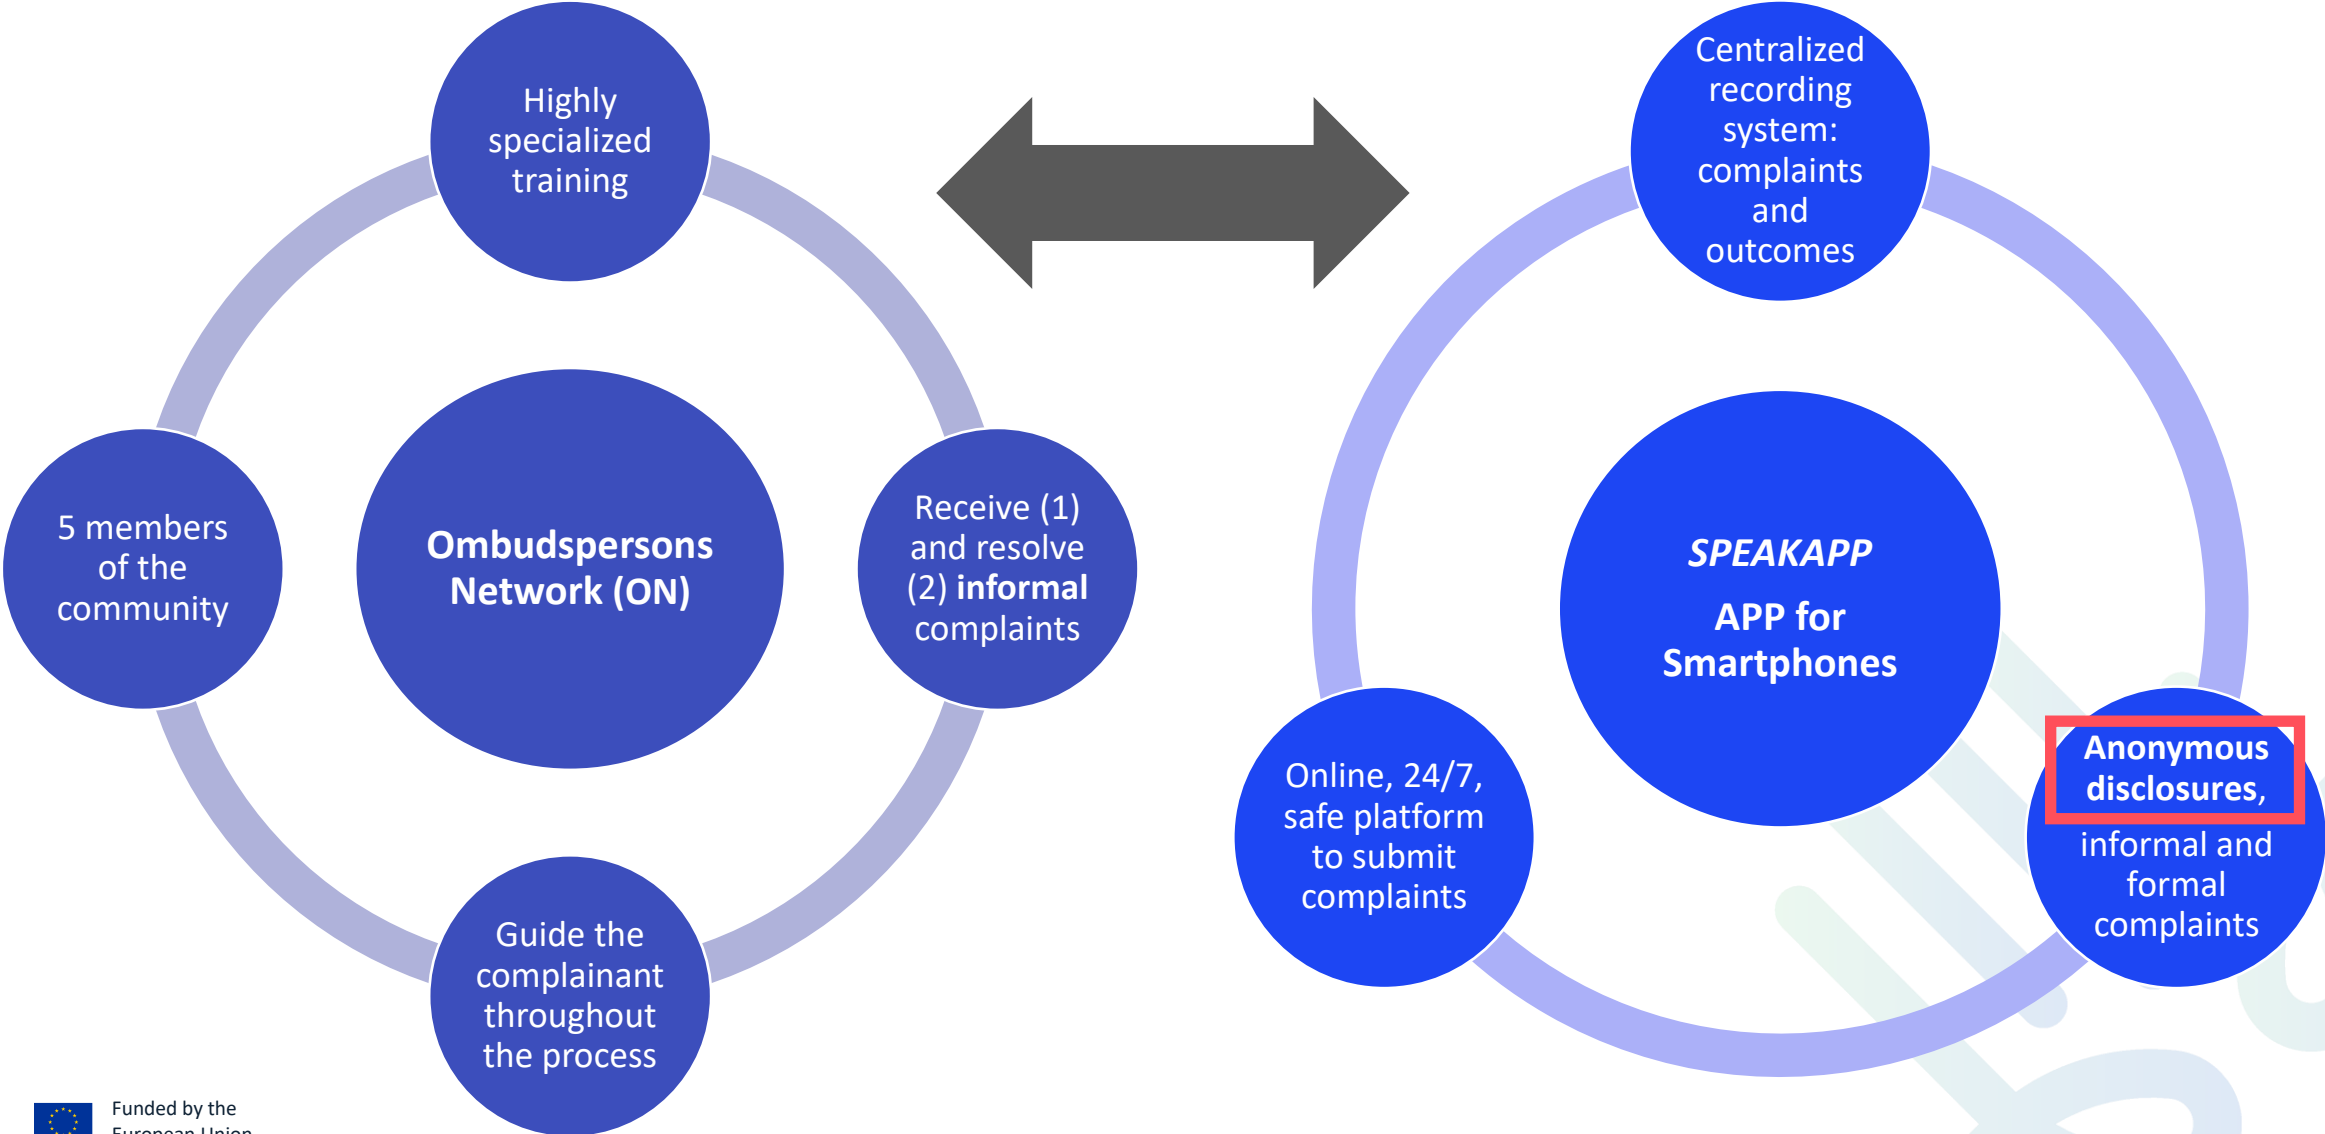 Highly
specialized
training
5 members
of the
community
Ombudspersons
Network (ON)
Receive (1)
and resolve
(2) informal
complaints
Guide the
complainant
throughout
the process
Centralized
recording
system:
complaints
and
outcomes
SPEAKAPP
APP for
Smartphones
Online, 24/7,
safe platform
to submit
complaints
Anonymous
disclosures,
informal and
formal
complaints
Funded by the
European Union